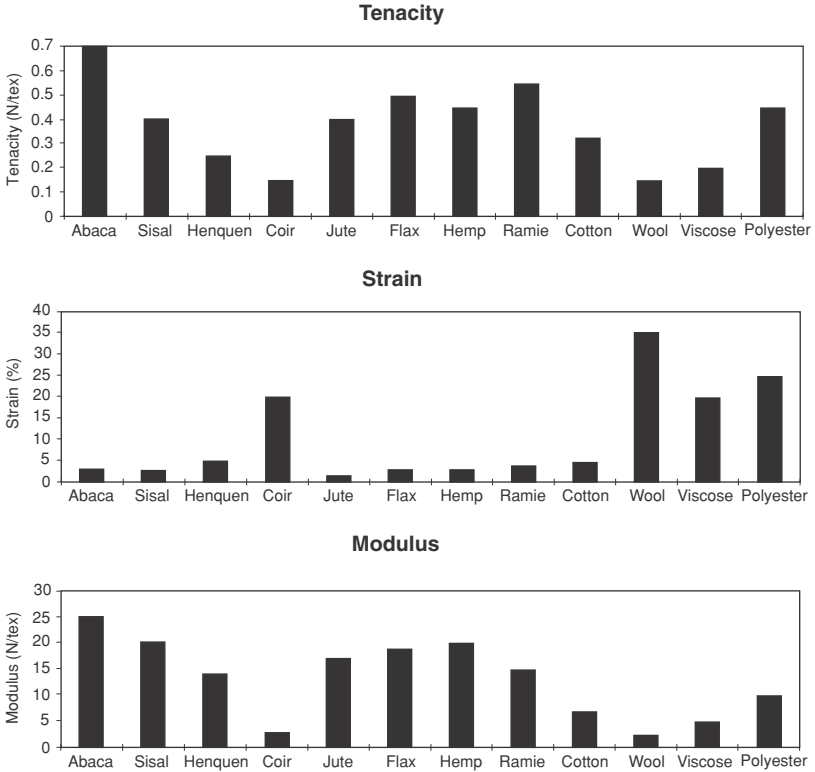 Tenacity
Tenacity (N/tex)
0.7
0.6
0.5
0.4
0.3
0.2
0.1
0
Abaca Sisal Henquen Coir Jute Flax Hemp Ramie Cotton Wool Viscose Polyester
Strain
Strain (%)
40
35
30
25
20
15
10
5
0
Abaca Sisal Henquen Coir Jute Flax Hemp Ramie Cotton Wool Viscose Polyester
Modulus
Modulus (N/tex)
30
25
20
15
10
5
0
Abaca Sisal Henquen Coir Jute Flax Hemp Ramie Cotton Wool Viscose Polyester